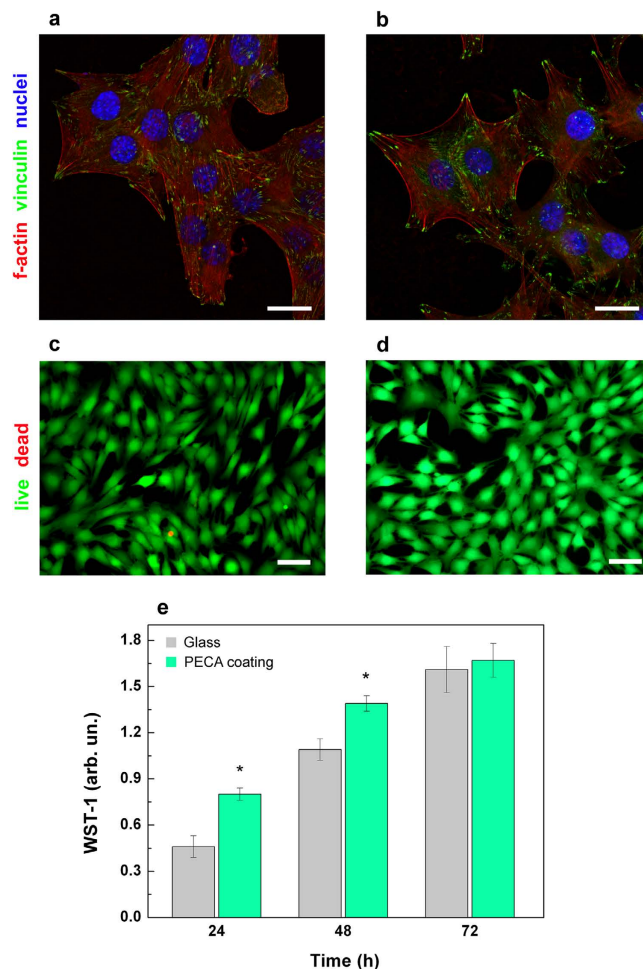 a
b
f-actin vinculin nuclei
c
d
live dead
e
Glass
PECA coating
1.8
1.5
1.2
0.9
0.6
0.3
0.0
WST-1 (arb. un.)
*
*
24
48
72
Time (h)